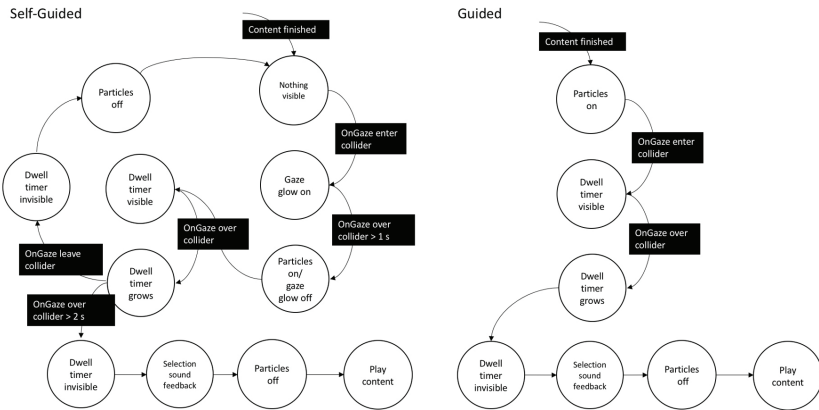 Self-Guided
Content finished
Particles
off
Nothing
visible
OnGaze enter
collider
Dwell
timer
invisible
Dwell
timer
visible
Gaze
glow on
OnGaze over
collider
OnGaze over
collider > 1 s
OnGaze leave
collider
Dwell
timer
grows
Particles
on/
gaze
glow off
OnGaze over
collider > 2 s
Dwell
timer
invisible
Selection
sound
feedback
Particles
off
Play
content
Guided
Content finished
Particles
on
OnGaze enter
collider
Dwell
timer
visible
OnGaze over
collider
Dwell
timer
grows
Dwell
timer
invisible
Selection
sound
feedback
Particles
off
Play
content